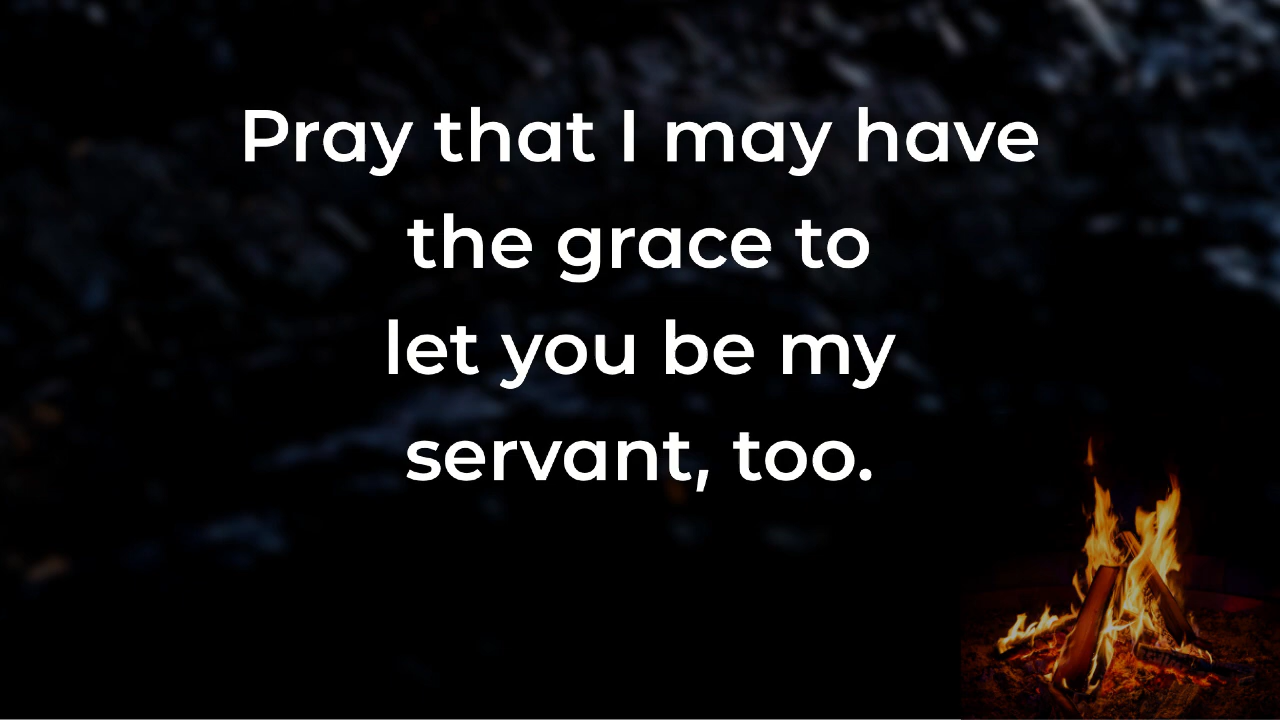 Pray that I may have
the grace to
let you be my
servant, too.